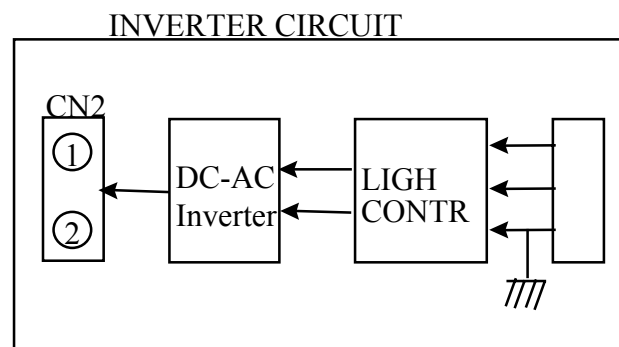 INVERTER CIRCUIT
CN2
1
2
DC-AC
Inverter
LIGH
CONTR